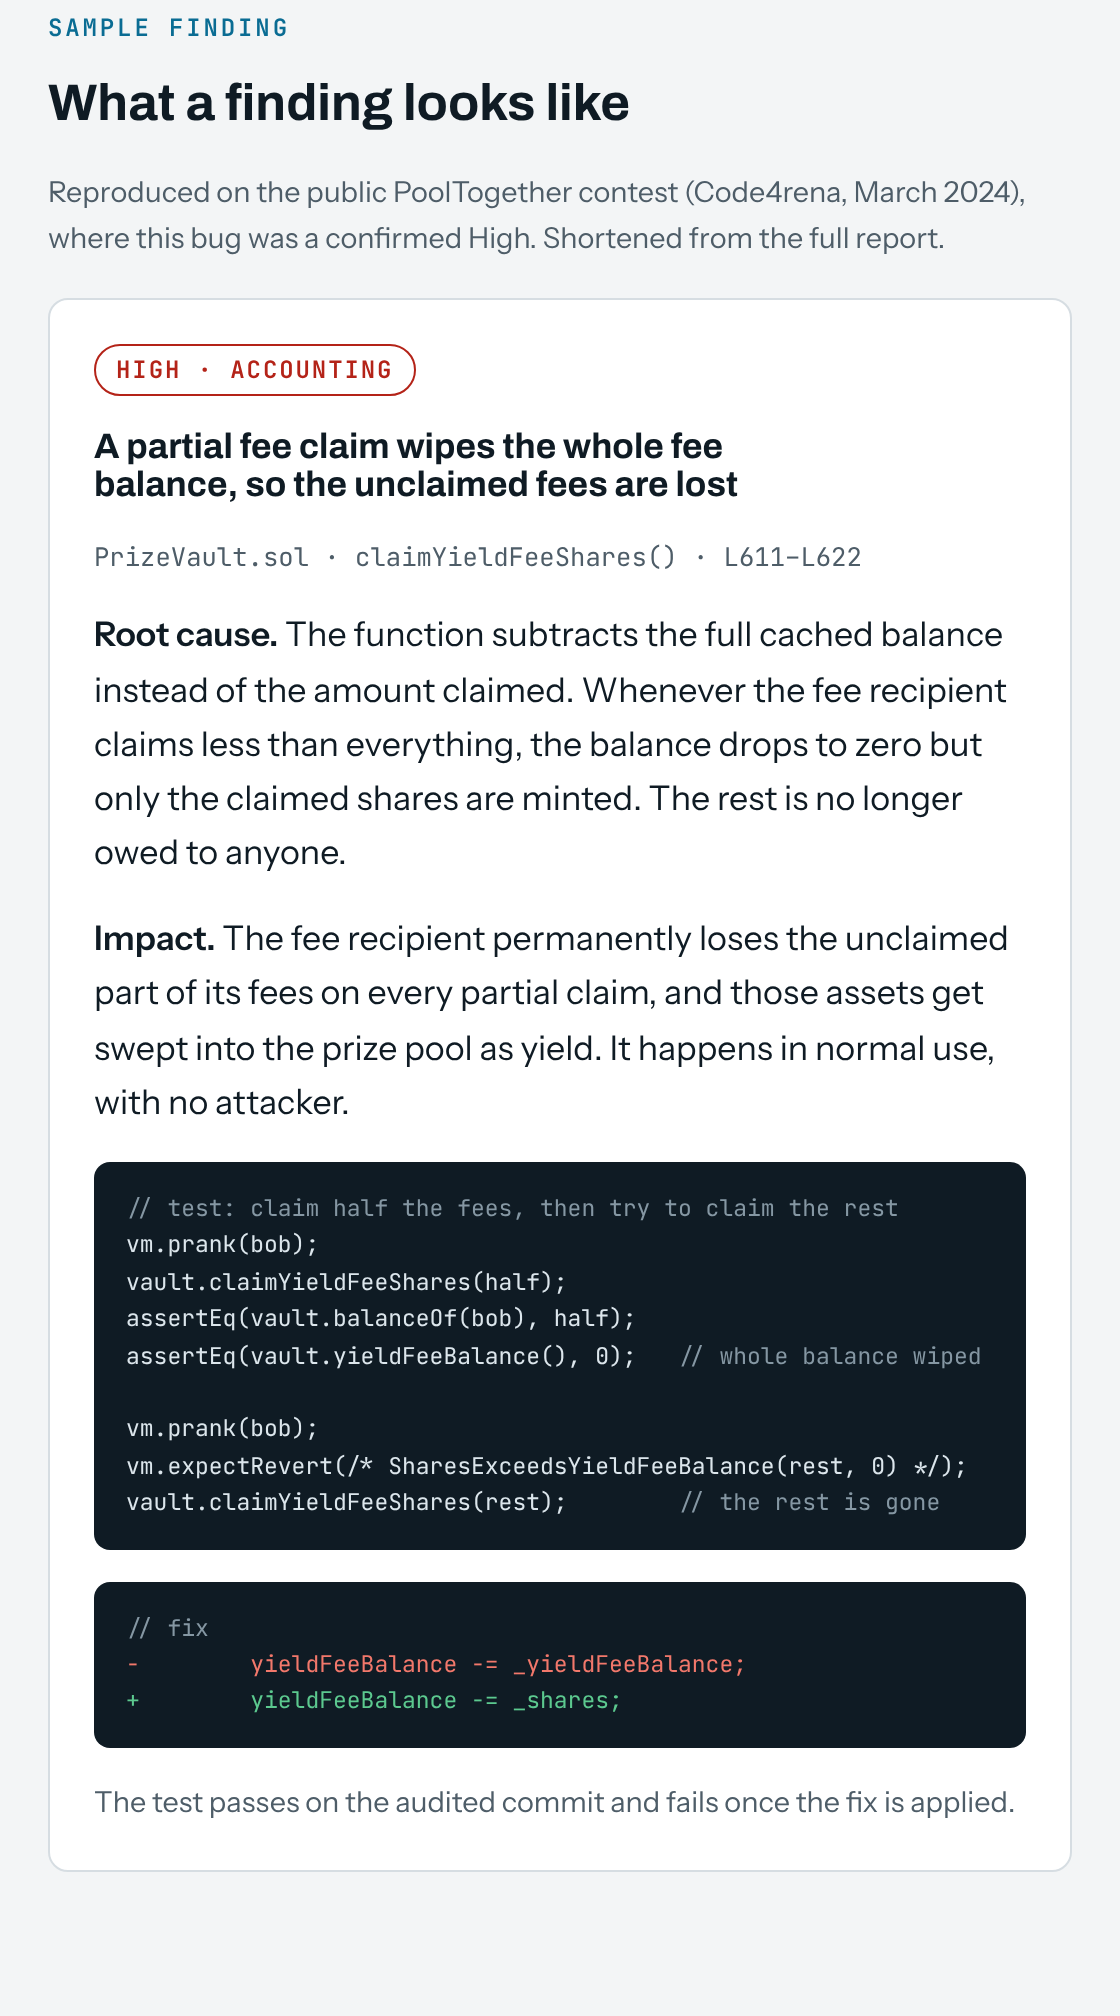 SAMPLE FINDING
What a finding looks like
Reproduced on the public PoolTogether contest (Code4rena, March 2024),
where this bug was a confirmed High. Shortened from the full report.
HIGH · ACCOUNTING
A partial fee claim wipes the whole fee
balance, so the unclaimed fees are lost
PrizeVault.sol · claimYieldFeeShares() · L611–L622
Root cause. The function subtracts the full cached balance
instead of the amount claimed. Whenever the fee recipient
claims less than everything, the balance drops to zero but
only the claimed shares are minted. The rest is no longer
owed to anyone.
Impact. The fee recipient permanently loses the unclaimed
part of its fees on every partial claim, and those assets get
swept into the prize pool as yield. It happens in normal use,
with no attacker.
// test: claim half the fees, then try to claim the rest
vm.prank(bob);
vault.claimYieldFeeShares(half);
assertEq(vault.balanceOf(bob), half);
assertEq(vault.yieldFeeBalance(), 0);   // whole balance wiped
vm.prank(bob);
vm.expectRevert(/* SharesExceedsYieldFeeBalance(rest, 0) */);
vault.claimYieldFeeShares(rest);        // the rest is gone
// fix
-        yieldFeeBalance -= _yieldFeeBalance;
+        yieldFeeBalance -= _shares;
The test passes on the audited commit and fails once the fix is applied.